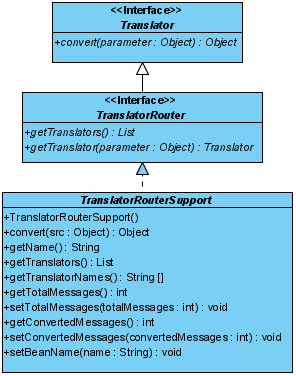 <<Interface>>
Translator
+convert(parameter : Object) : Object
<<Interface>>
TranslatorRouter
+getTranslators() : List
+getTranslator(parameter : Object) : Translator
TranslatorRouterSupport
+TranslatorRouterSupport()
+convert(src : Object) : Object
+getName() : String
+getTranslators() : List
+getTranslatorNames() : String []
+getTotalMessages() : int
+setTotalMessages(totalMessages : int) : void
+getConvertedMessages() : int
+setConvertedMessages(convertedMessages : int) : void
+setBeanName(name : String) : void